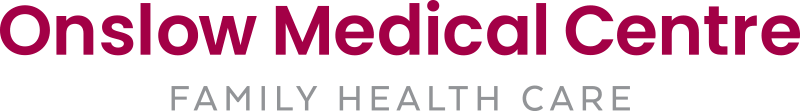 Onslow Medical Centre
FAMILY HEALTH CARE